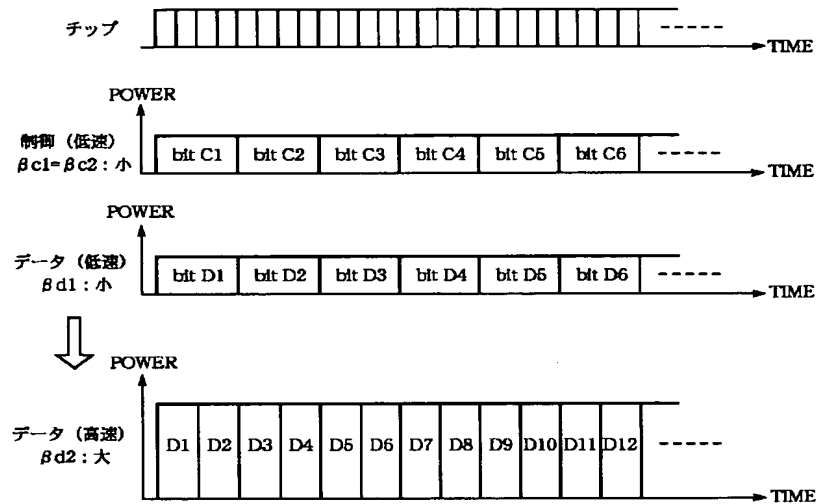 チップ
TIME
POWER
制御（低速）
βc1=βc2：小
bit C1 bit C2 bit C3 bit C4 bit C5 bit C6
TIME
POWER
データ（低速）
βd1：小
bit D1 bit D2 bit D3 bit D4 bit D5 bit D6
TIME
POWER
データ（高速）
βd2：大
D1 D2 D3 D4 D5 D6 D7 D8 D9 D10 D11 D12
TIME